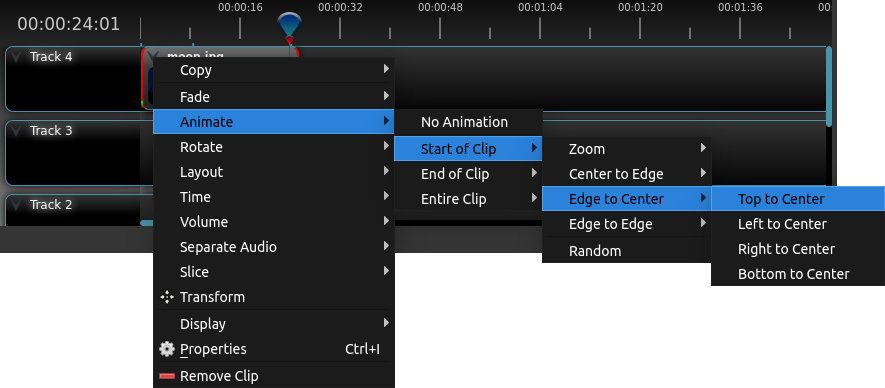 00:00:24:01
00:00:16 00:00:32 00:00:48 00:01:04 00:01:20 00:01:36
Track 4
Track 3
Track 2
Copy
Fade
Animate
Rotate
Layout
Time
Volume
Separate Audio
Slice
Transform
Display
Properties Ctrl+I
Remove Clip
No Animation
Start of Clip
End of Clip
Entire Clip
Zoom
Center to Edge
Edge to Center
Edge to Edge
Random
Top to Center
Left to Center
Right to Center
Bottom to Center